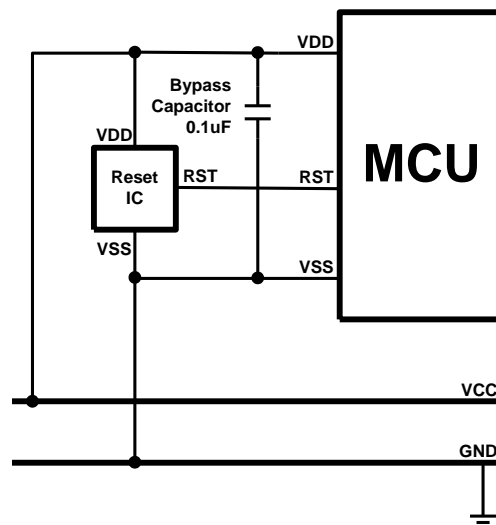 VDD
Bypass
Capacitor
0.1uF
VDD
MCU
Reset
IC
RST
RST
VSS
VSS
VCC
GND